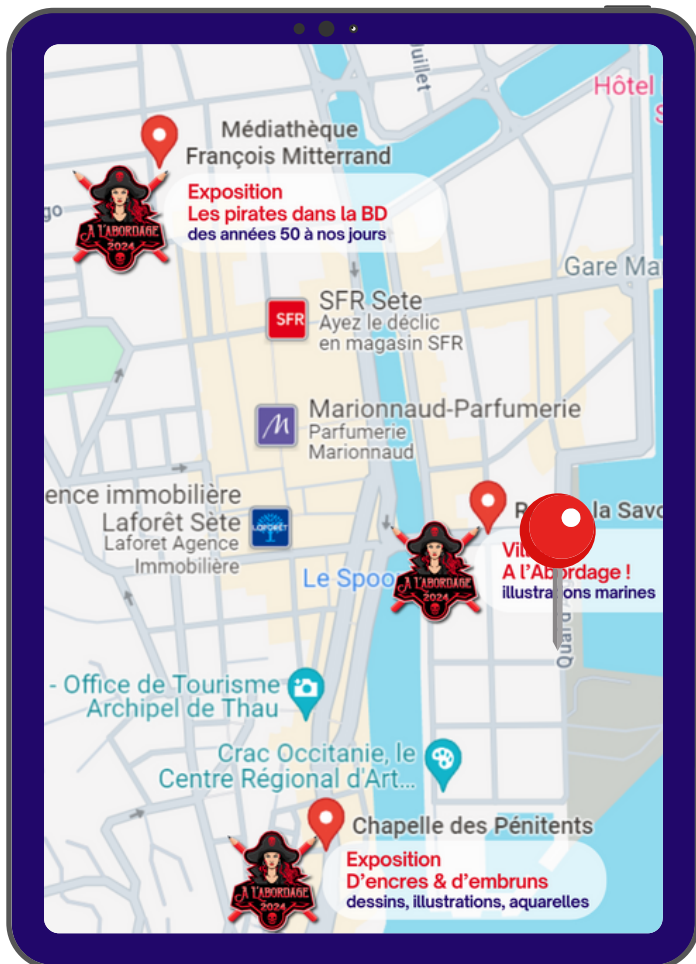 uillet
Hôtel
Médiathèque
François Mitterrand
Exposition
Les pirates dans la BD
des années 50 à nos jours
A L'ABORDAGE
2024
go
Gare Ma
SFR
SFR Sete
Ayez le déclic
en magasin SFR
M
Marionnaud-Parfumerie
Parfumerie
Marionnaud
ence immobilière
Laforêt Sète
Laforet Agence
Immobilière
LAFORÊT
la Savo
A l'Abordage !
illustrations marines
A L'ABORDAGE
2024
Le Spoo
- Office de Tourisme
Archipel de Thau
Crac Occitanie, le
Centre Régional d'Art...
Chapelle des Pénitents
Exposition
D'encres & d'embruns
dessins, illustrations, aquarelles
A L'ABORDAGE
2024